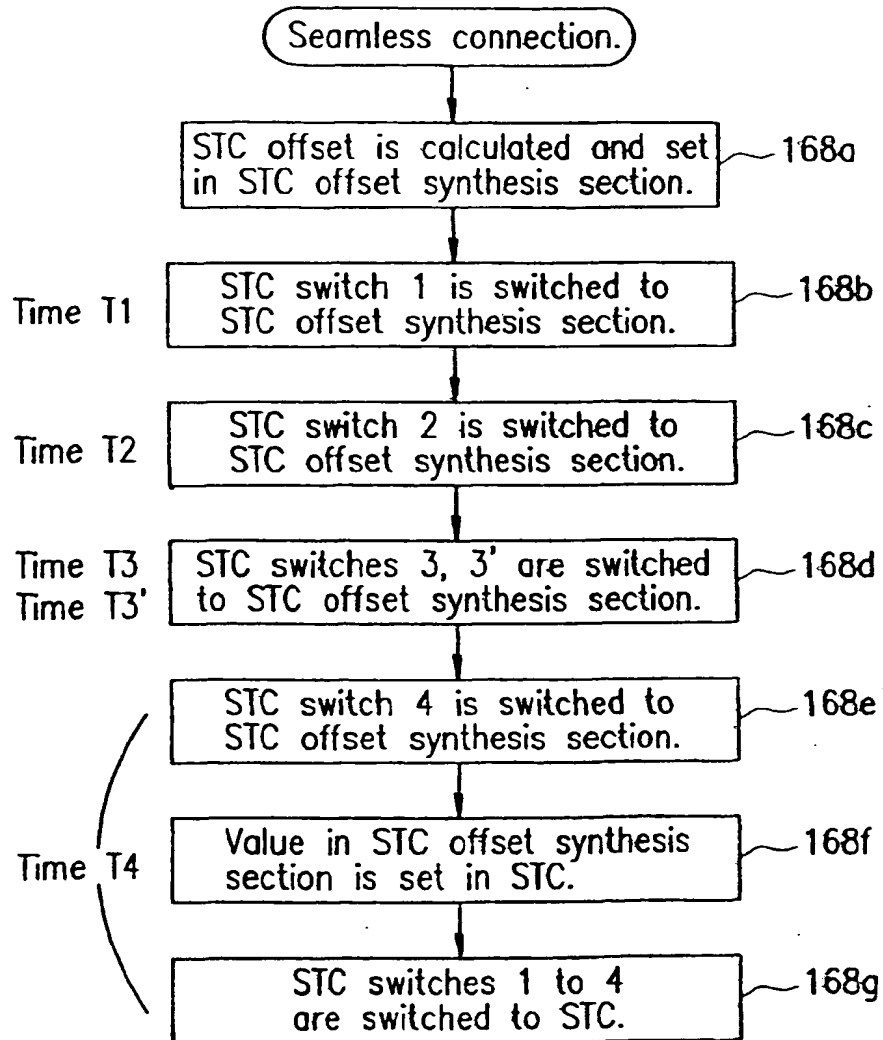 Seamless connection.
STC offset is calculated and set
in STC offset synthesis section.
168a
Time T1
STC switch 1 is switched to
STC offset synthesis section.
168b
Time T2
STC switch 2 is switched to
STC offset synthesis section.
168c
Time T3
Time T3'
STC switches 3, 3' are switched
to STC offset synthesis section.
168d
STC switch 4 is switched to
STC offset synthesis section.
168e
Time T4
Value in STC offset synthesis
section is set in STC.
168f
STC switches 1 to 4
are switched to STC.
168g